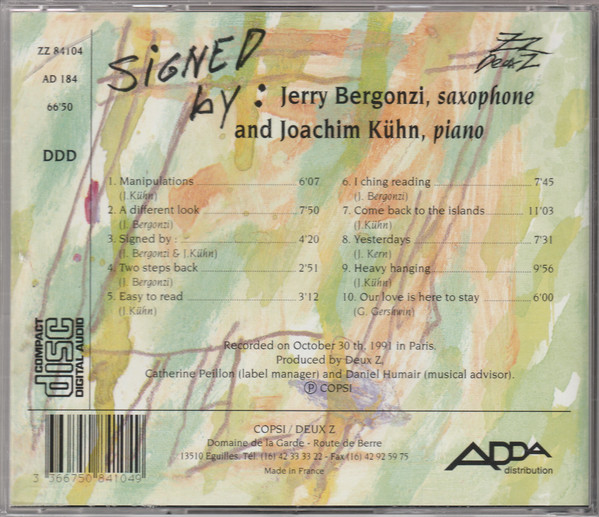 ZZ 84104
AD 184
66'50
DDD
SiGNED
by :
ZZ
Deux-Z
Jerry Bergonzi, saxophone
and Joachim Kühn, piano
1. Manipulations 6'07
(J.Kühn)
2. A different look 7'50
(J. Bergonzi)
3. Signed by : 4'20
(J. Bergonzi & J.Kühn)
4. Two steps back 2'51
(J. Bergonzi)
5. Easy to read 3'12
(J.Kühn)
6. I ching reading 7'45
(J. Bergonzi)
7. Come back to the islands 11'03
(J.Kühn)
8. Yesterdays 7'31
(J. Kern)
9. Heavy hanging 9'56
(J.Kühn)
10. Our love is here to stay 6'00
(G. Gershwin)
Recorded on October 30th, 1991 in Paris.
Produced by Deux Z,
Catherine Peillon (label manager) and Daniel Humair (musical advisor).
Ⓟ COPSI
COMPACT
disc
DIGITAL AUDIO
3 366750 841049
COPSI / DEUX Z
Domaine de la Garde - Route de Berre
13510 Eguilles. Tél. (16) 42 33 33 22 - Fax (16) 42 92 59 75
Made in France
ADDA
distribution